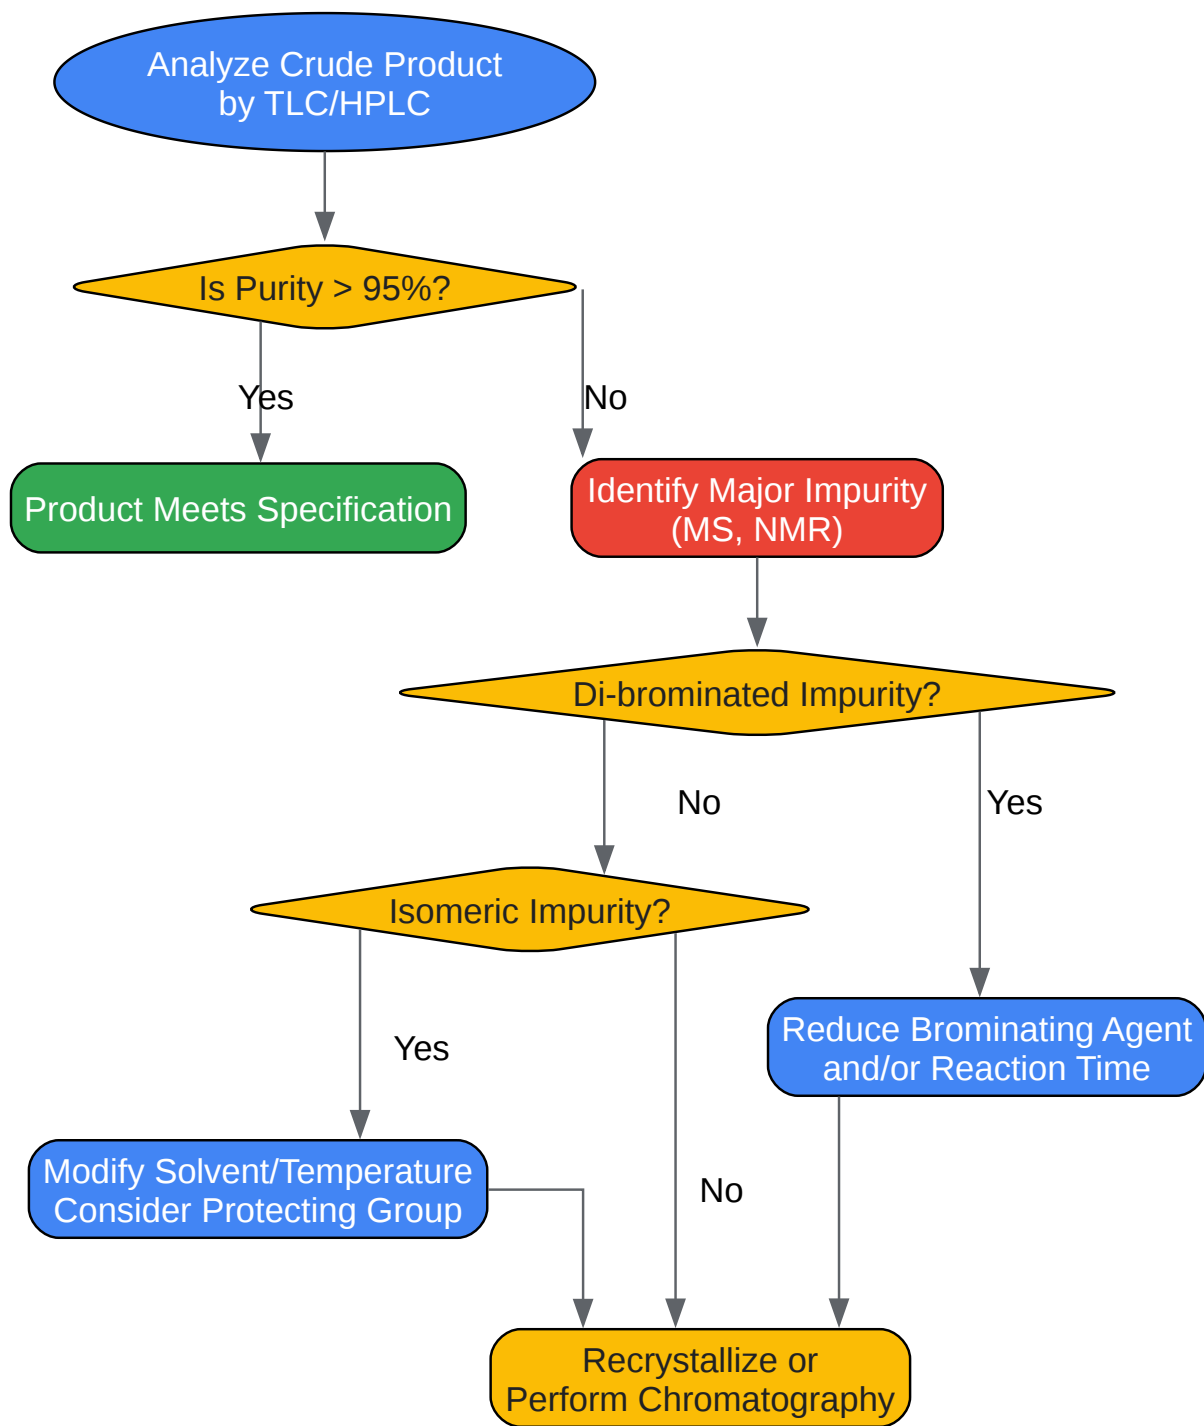 Analyze Crude Product
by TLC/HPLC
Is Purity > 95%?
Yes
No
Product Meets Specification
Identify Major Impurity
(MS, NMR)
Di-brominated Impurity?
No
Yes
Isomeric Impurity?
Yes
Reduce Brominating Agent
and/or Reaction Time
Modify Solvent/Temperature
Consider Protecting Group
No
Recrystallize or
Perform Chromatography